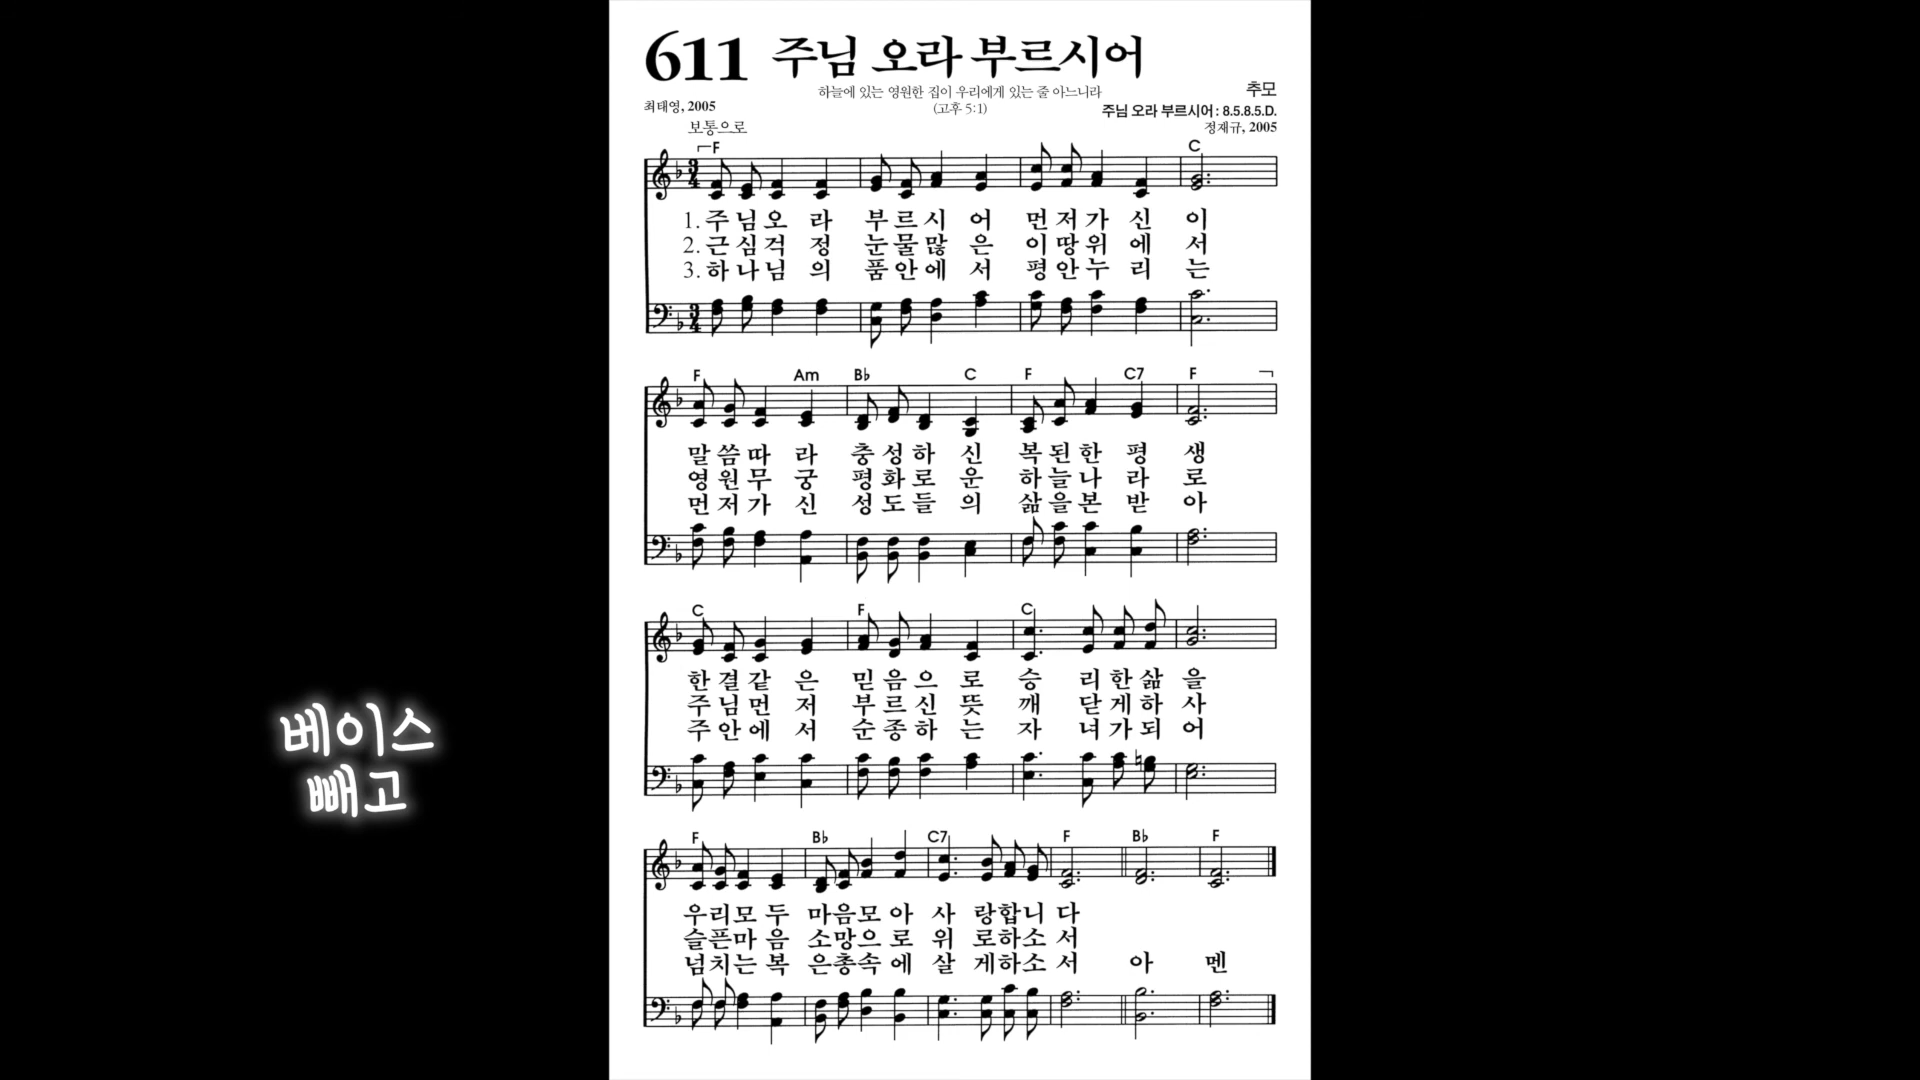 611 주님 오라 부르시어
하늘에 있는 영원한 집이 우리에게 있는 줄 아느니라
(고후 5:1)
추모
최태영, 2005
주님 오라 부르시어 : 8.5.8.5.D.
보통으로
정재규, 2005
F C
1. 주님오라 부르시어 먼저가신이
2. 근심걱정 눈물많은 이땅위에서
3. 하나님의 품안에서 평안누리는
F Am B♭ C F C7 F
말씀따라 충성하신 복된한평생
영원무궁 평화로운 하늘나라로
먼저가신 성도들의 삶을본받아
C F C
한결같은 믿음으로 승리한삶을
주님먼저 부르신뜻 깨닫게하사
주안에서 순종하는 자녀가되어
베이스
빼고
F B♭ C7 F B♭ F
우리모두 마음모아 사랑합니다
슬픈마음 소망으로 위로하소서
넘치는복 은총속에 살게하소서 아멘